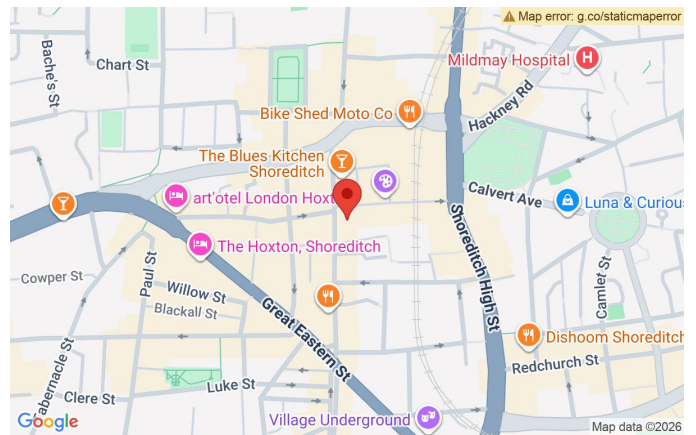 Map error: g.co/staticmaperror
Bache's St
Chart St
Mildmay Hospital
H
Bike Shed Moto Co
Hackney Rd
The Blues Kitchen
Shoreditch
art'otel London Hoxt
Calvert Ave
Luna & Curious
The Hoxton, Shoreditch
Shoreditch High St
Cowper St
Paul St
Willow St
Blackall St
Great Eastern St
Camlet St
Dishoom Shoreditch
Redchurch St
Tabernacle St
Luke St
Clere St
Village Underground
Google
Map data ©2026